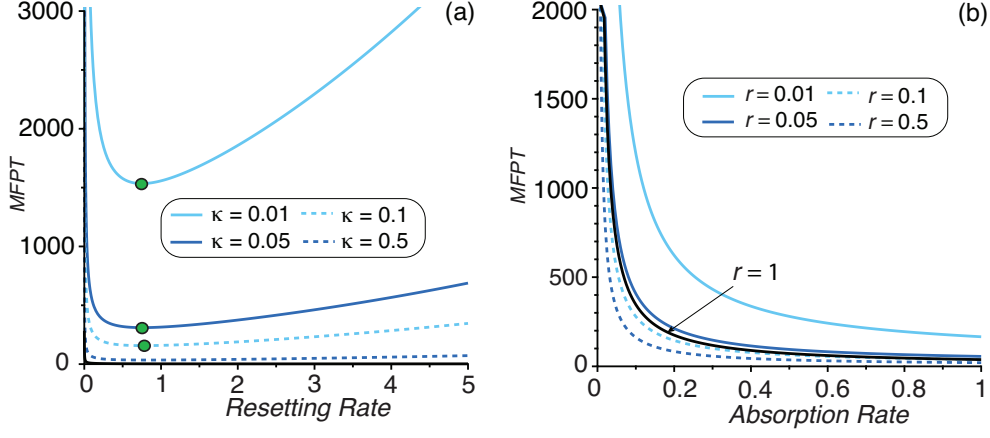 (a)
3000
2000
1000
0
MFPT
κ = 0.01 κ = 0.1
κ = 0.05 κ = 0.5
0 1 2 3 4 5
Resetting Rate
(b)
2000
1500
1000
500
0
MFPT
r = 0.01 r = 0.1
r = 0.05 r = 0.5
r = 1
0 0.2 0.4 0.6 0.8 1
Absorption Rate